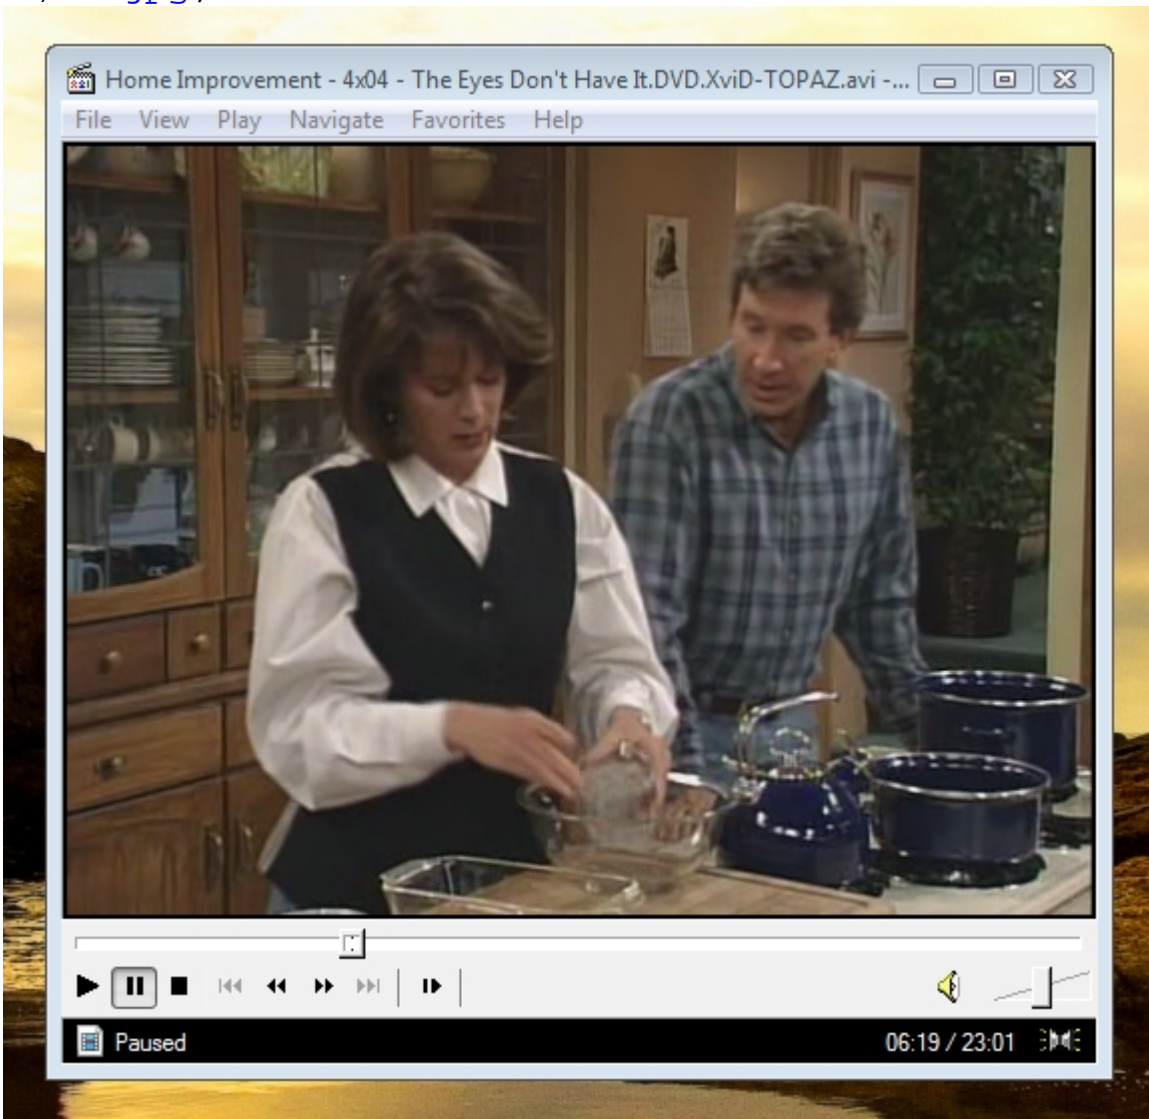 Home Improvement - 4x04 - The Eyes Don't Have It.DVD.XviD-TOPAZ.avi -...
File View Play Navigate Favorites Help
Paused
06:19 / 23:01